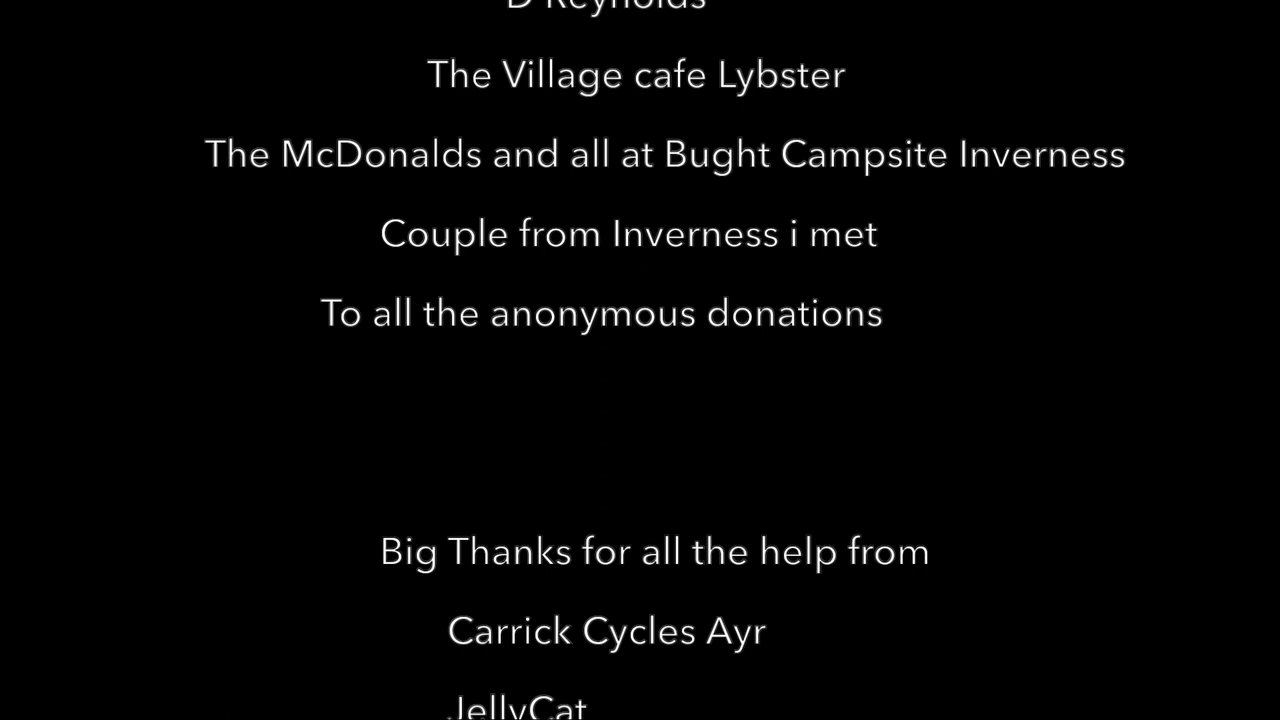 D Reynolds
The Village cafe Lybster
The McDonalds and all at Bught Campsite Inverness
Couple from Inverness i met
To all the anonymous donations
Big Thanks for all the help from
Carrick Cycles Ayr
JellyCat